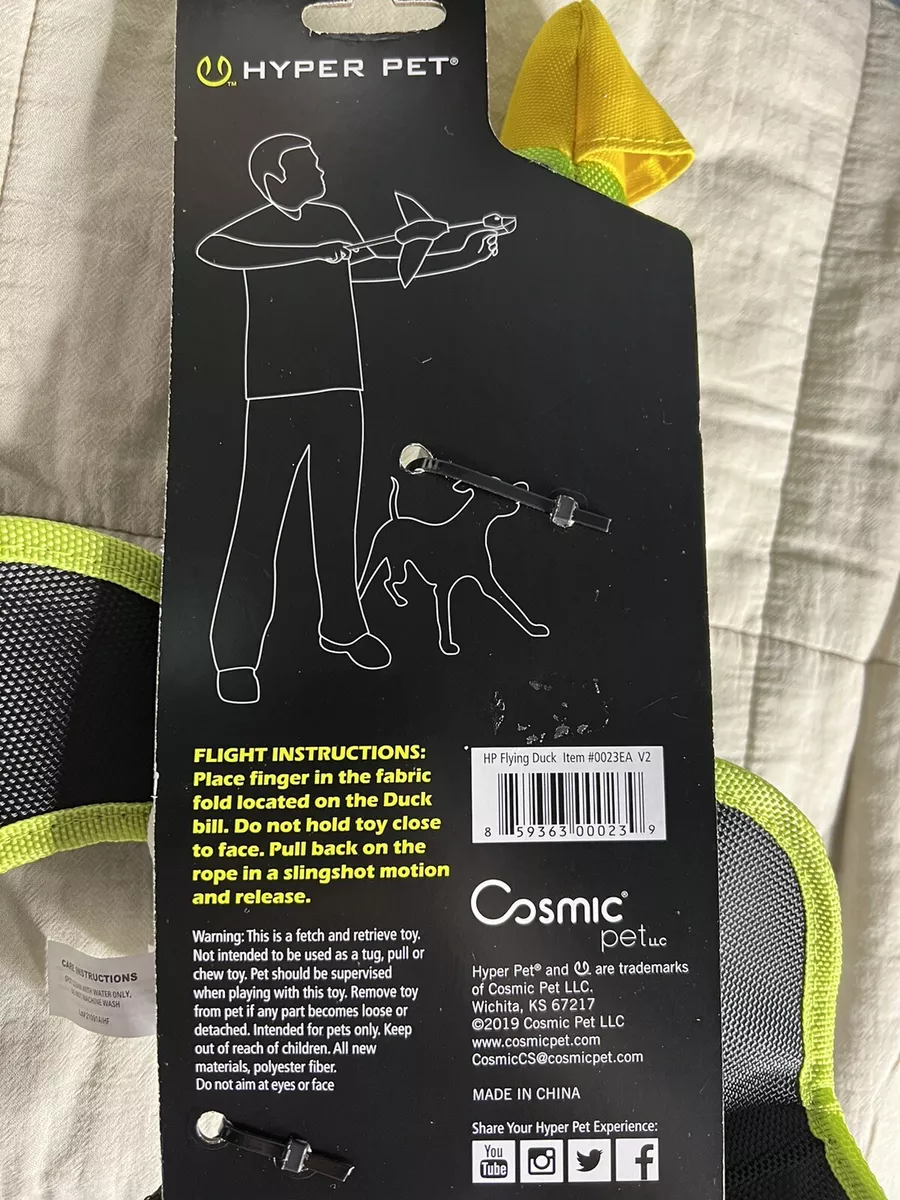 HYPER PET®
TM
FLIGHT INSTRUCTIONS:
Place finger in the fabric
fold located on the Duck
bill. Do not hold toy close
to face. Pull back on the
rope in a slingshot motion
and release.
Warning: This is a fetch and retrieve toy.
Not intended to be used as a tug, pull or
chew toy. Pet should be supervised
when playing with this toy. Remove toy
from pet if any part becomes loose or
detached. Intended for pets only. Keep
out of reach of children. All new
materials, polyester fiber.
Do not aim at eyes or face
HP Flying Duck Item #0023EA V2
8 59363 00023 9
Cosmic®
pet LLC
Hyper Pet® and are trademarks
of Cosmic Pet LLC.
Wichita, KS 67217
©2019 Cosmic Pet LLC
www.cosmicpet.com
CosmicCS@cosmicpet.com
MADE IN CHINA
Share Your Hyper Pet Experience:
You
Tube
f
CARE INSTRUCTIONS
CLEAN WITH WATER ONLY,
MACHINE WASH